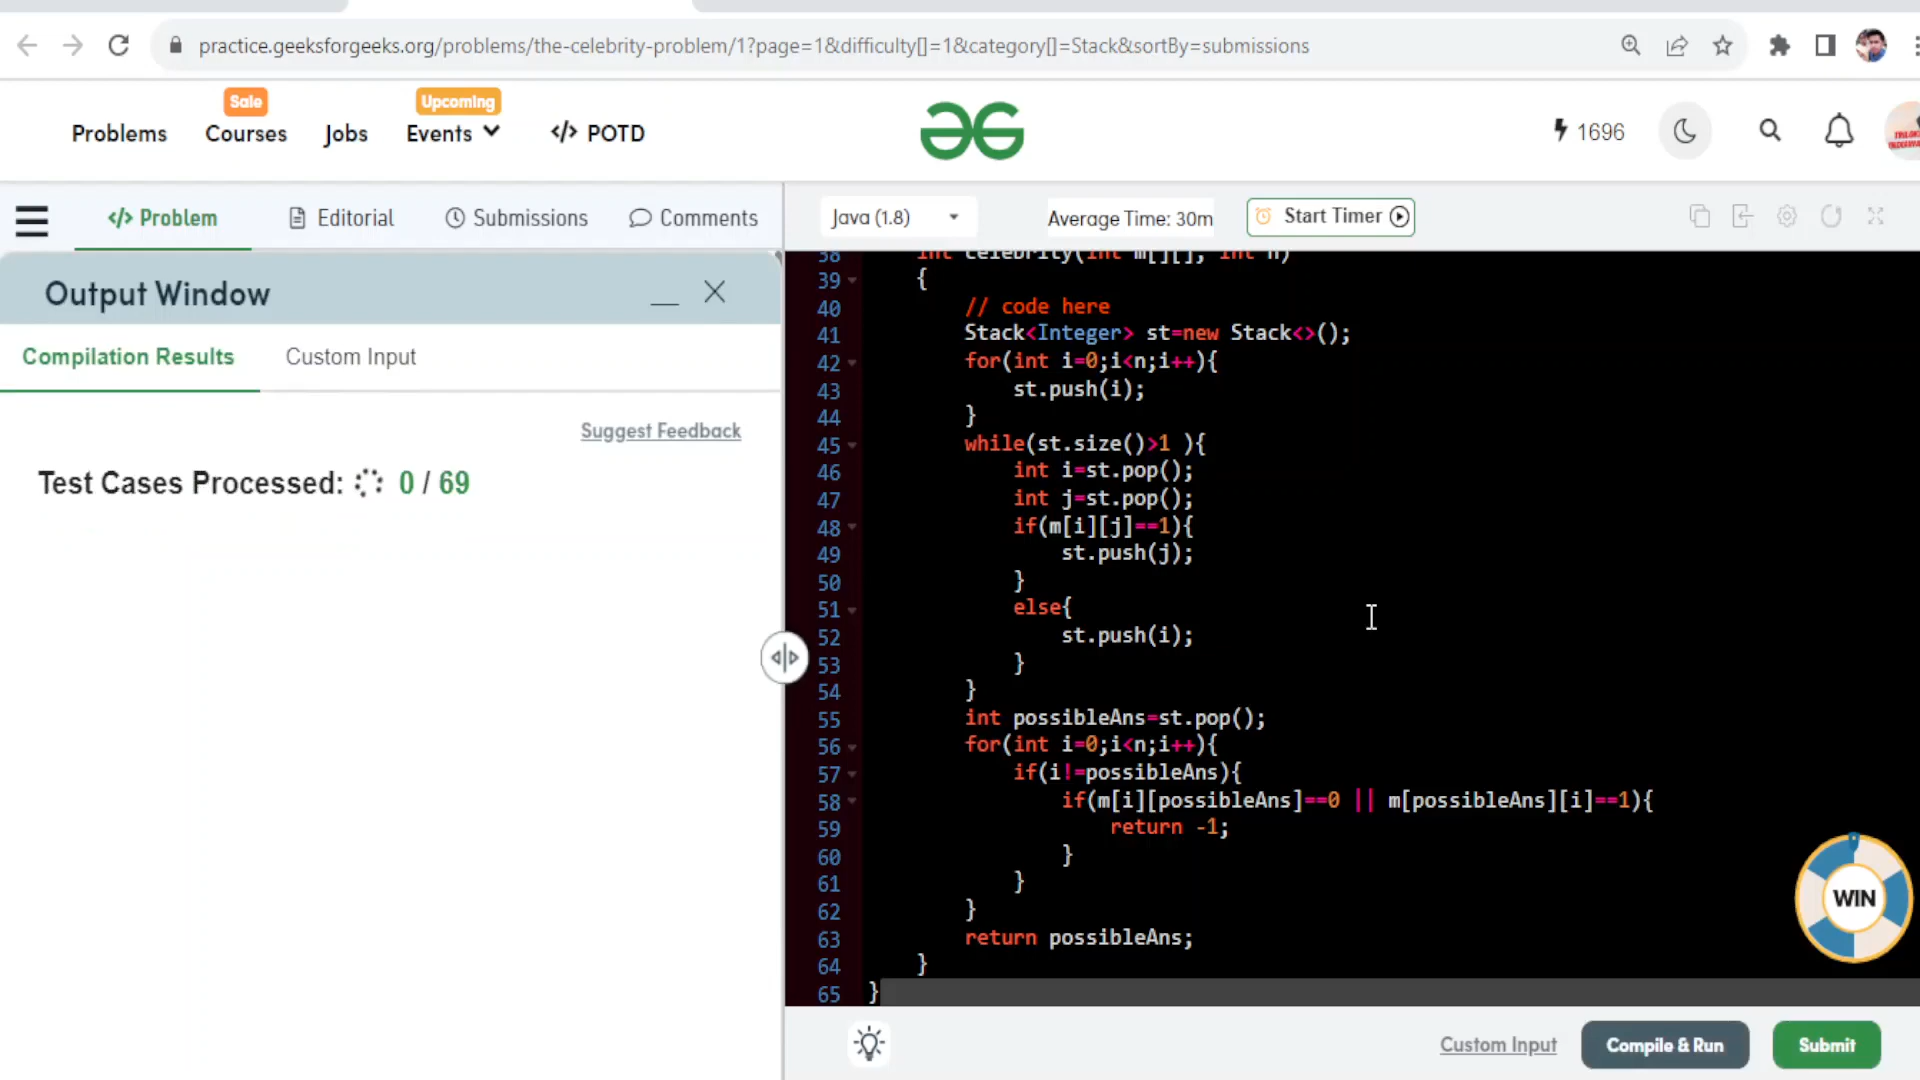 practice.geeksforgeeks.org/problems/the-celebrity-problem/1?page=1&difficulty[]=1&category[]=Stack&sortBy=submissions
Sale
Upcoming
Problems Courses Jobs Events </> POTD
1696
</> Problem Editorial Submissions Comments
Java (1.8) Average Time: 30m Start Timer
Output Window
Compilation Results Custom Input
Suggest Feedback
Test Cases Processed: 0 / 69
38 int celebrity(int m[][], int n)
39 {
40 // code here
41 Stack<Integer> st=new Stack<>();
42 for(int i=0;i<n;i++){
43 st.push(i);
44 }
45 while(st.size()>1 ){
46 int i=st.pop();
47 int j=st.pop();
48 if(m[i][j]==1){
49 st.push(j);
50 }
51 else{
52 st.push(i);
53 }
54 }
55 int possibleAns=st.pop();
56 for(int i=0;i<n;i++){
57 if(i!=possibleAns){
58 if(m[i][possibleAns]==0 || m[possibleAns][i]==1){
59 return -1;
60 }
61 }
62 }
63 return possibleAns;
64 }
65 }
WIN
Custom Input Compile & Run Submit